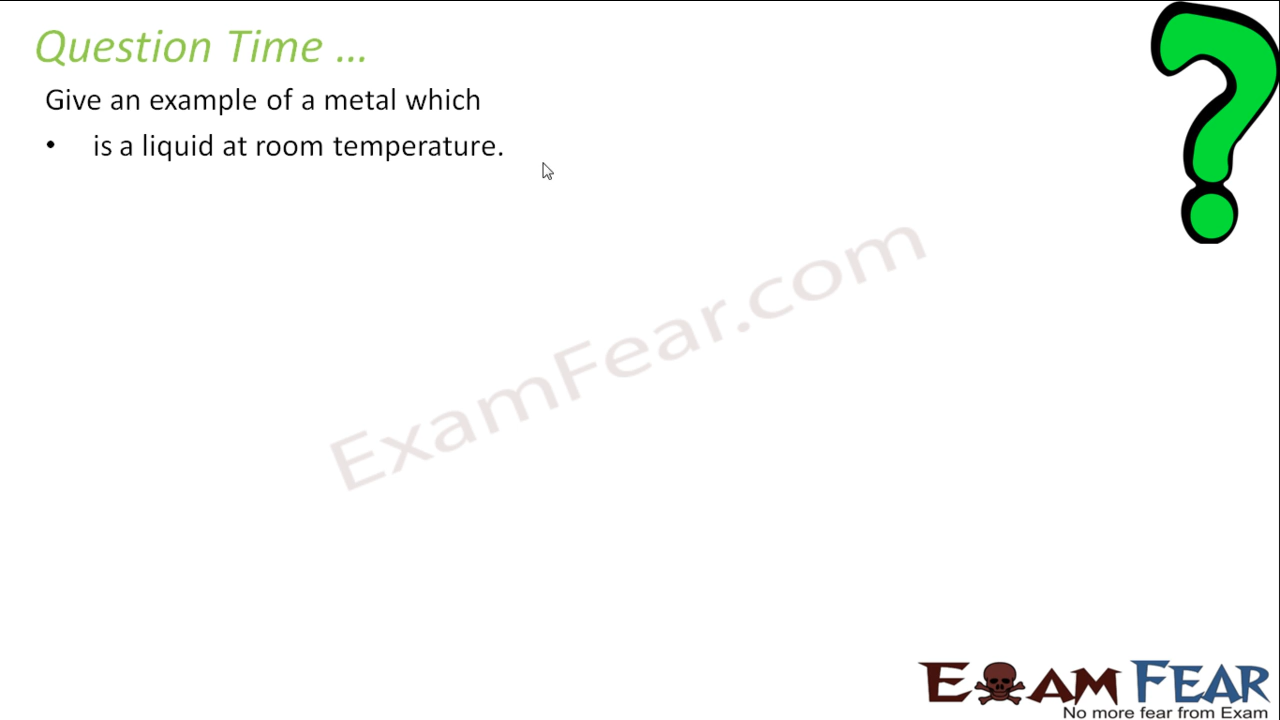 Question Time ...
Give an example of a metal which
• is a liquid at room temperature.
ExamFear.com
EXAM FEAR
No more fear from Exam